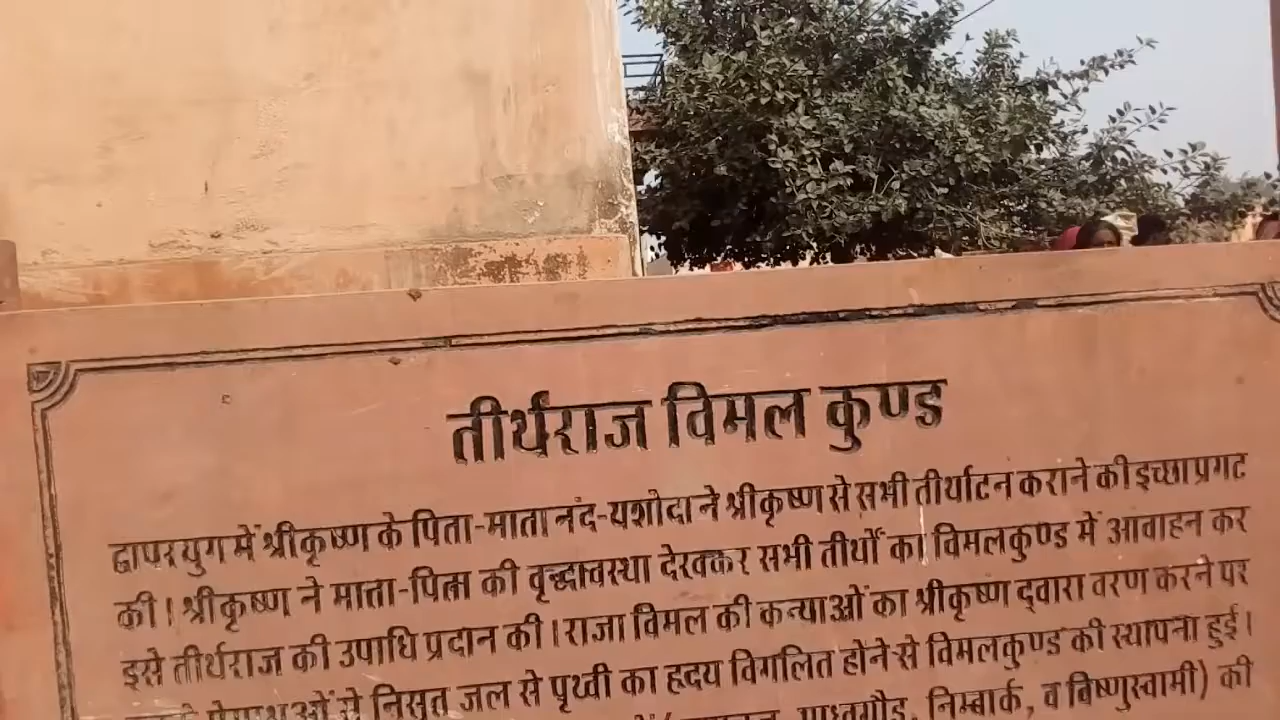 तीर्थराज विमल कुण्ड
द्वापरयुग में श्रीकृष्ण के पिता-माता नंद-यशोदा ने श्रीकृष्ण से सभी तीर्थाटन कराने की इच्छा प्रगट
की । श्रीकृष्ण ने माता-पिता की वृद्धावस्था देखकर सभी तीर्थों का विमलकुण्ड में आवाहन कर
इसे तीर्थराज की उपाधि प्रदान की । राजा विमल की कन्याओं का श्रीकृष्ण द्वारा वरण करने पर
प्रेमाश्रुओं से निसृत जल से पृथ्वी का हृदय विगलित होने से विमलकुण्ड की स्थापना हुई ।
माध्वगौड, निम्बार्क, व विष्णुस्वामी) की